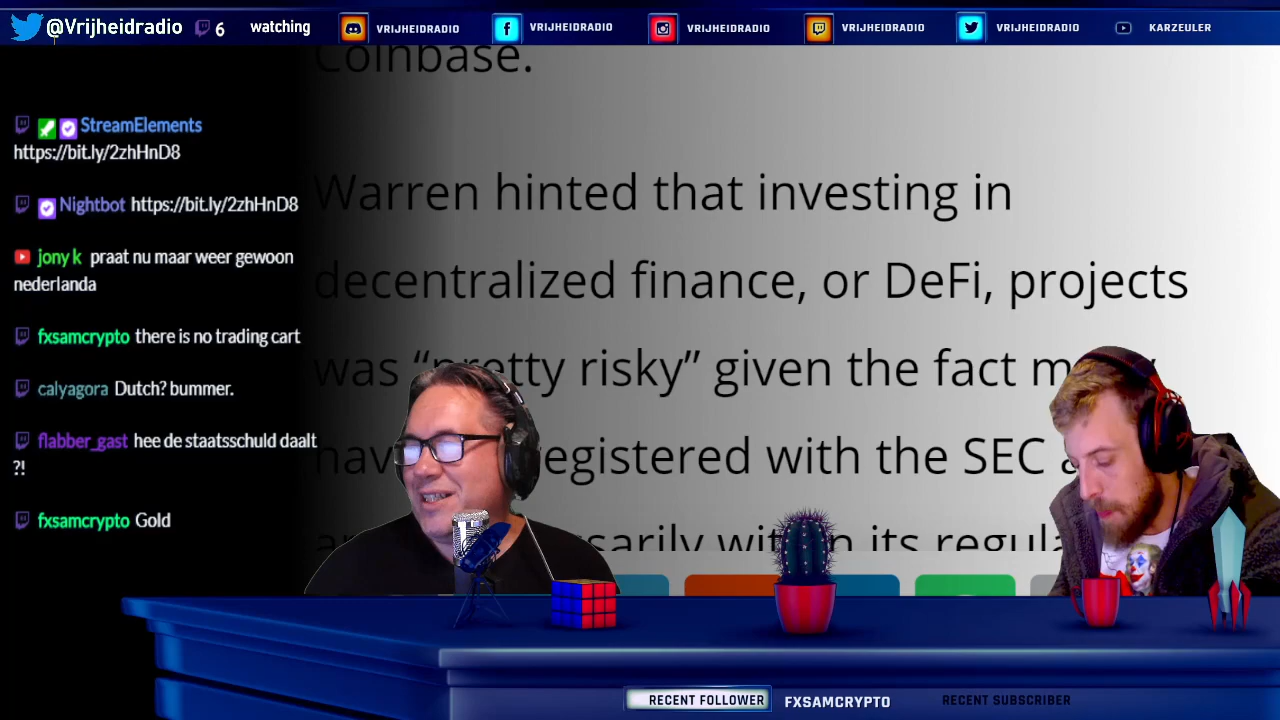 @Vrijheidradio 6 watching VRIJHEIDRADIO VRIJHEIDRADIO VRIJHEIDRADIO VRIJHEIDRADIO VRIJHEIDRADIO KARZEULER
Coinbase.
StreamElements
https://bit.ly/2zhHnD8
Nightbot https://bit.ly/2zhHnD8
jony k praat nu maar weer gewoon
nederlanda
fxsamcrypto there is no trading cart
calyagora Dutch? bummer.
flabber_gast hee de staatsschuld daalt
?!
fxsamcrypto Gold
Warren hinted that investing in
decentralized finance, or DeFi, projects
was “pretty risky” given the fact
registered with the SEC
its
RECENT FOLLOWER FXSAMCRYPTO RECENT SUBSCRIBER